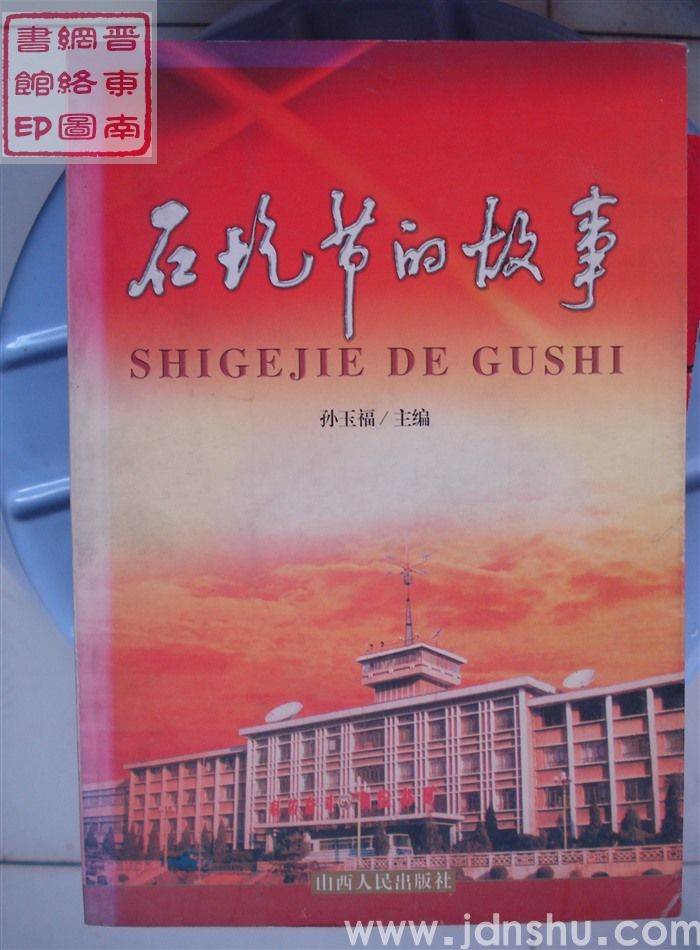 晋東南
網絡圖
書館印
石圪节的故事
SHIGEJIE DE GUSHI
孙玉福/主编
山西人民出版社
www.jdnshu.com